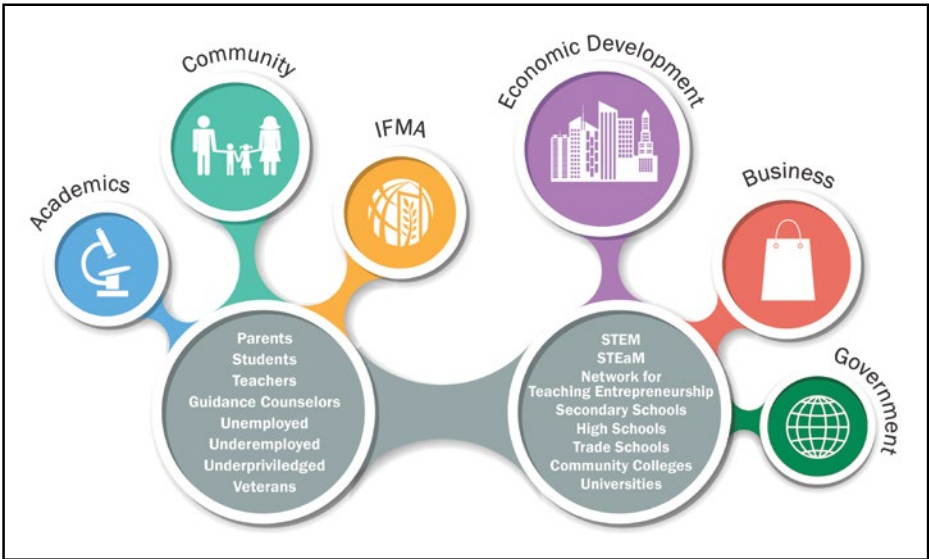 Academics
Community
IFMA
Economic Development
Business
Government
Parents
Students
Teachers
Guidance Counselors
Unemployed
Underemployed
Underpriviledged
Veterans
STEM
STEaM
Network for
Teaching Entrepreneurship
Secondary Schools
High Schools
Trade Schools
Community Colleges
Universities